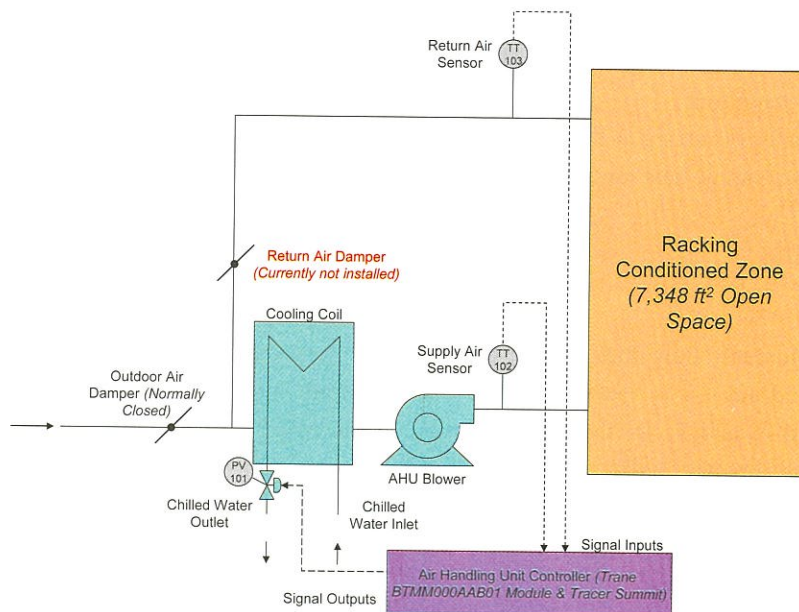 Return Air
Sensor
TT
103
Return Air Damper
(Currently not installed)
Racking
Conditioned Zone
(7,348 ft² Open
Space)
Cooling Coil
Supply Air
Sensor
TT
102
Outdoor Air
Damper (Normally
Closed)
PV
101
AHU Blower
Chilled Water
Outlet
Chilled
Water Inlet
Signal Inputs
Air Handling Unit Controller (Trane
BTMM000AAB01 Module & Tracer Summit)
Signal Outputs